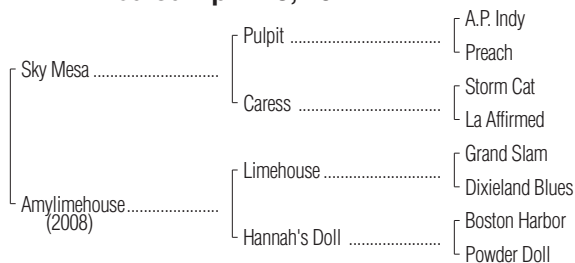 Pulpit
A.P. Indy
Preach
Sky Mesa
Caress
Storm Cat
La Affirmed
Limehouse
Grand Slam
Dixieland Blues
Amylimehouse
(2008)
Hannah's Doll
Boston Harbor
Powder Doll